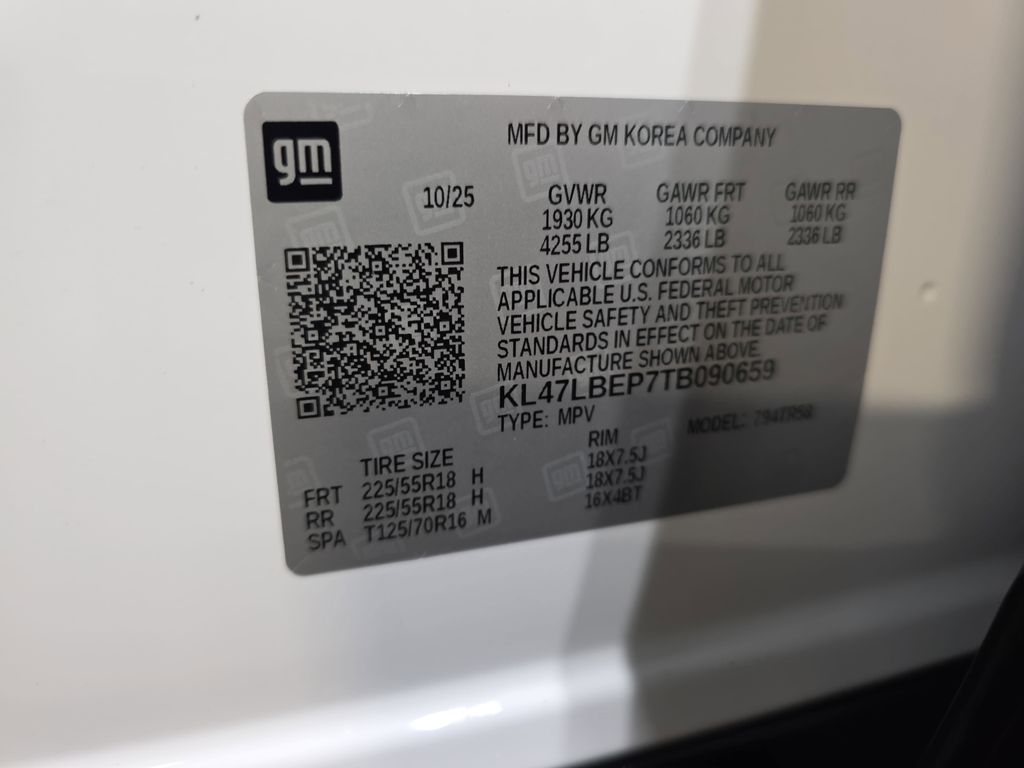 gm
MFD BY GM KOREA COMPANY
10/25
GVWR GAWR FRT GAWR RR
1930 KG 1060 KG 1060 KG
4255 LB 2336 LB 2336 LB
THIS VEHICLE CONFORMS TO ALL
APPLICABLE U.S. FEDERAL MOTOR
VEHICLE SAFETY AND THEFT PREVENTION
STANDARDS IN EFFECT ON THE DATE OF
MANUFACTURE SHOWN ABOVE.
KL47LBEP7TB090659
TYPE: MPV MODEL:
TIRE SIZE RIM
FRT 225/55R18 H 18X7.5J
RR 225/55R18 H 18X7.5J
SPA T125/70R16 M 16X4BT